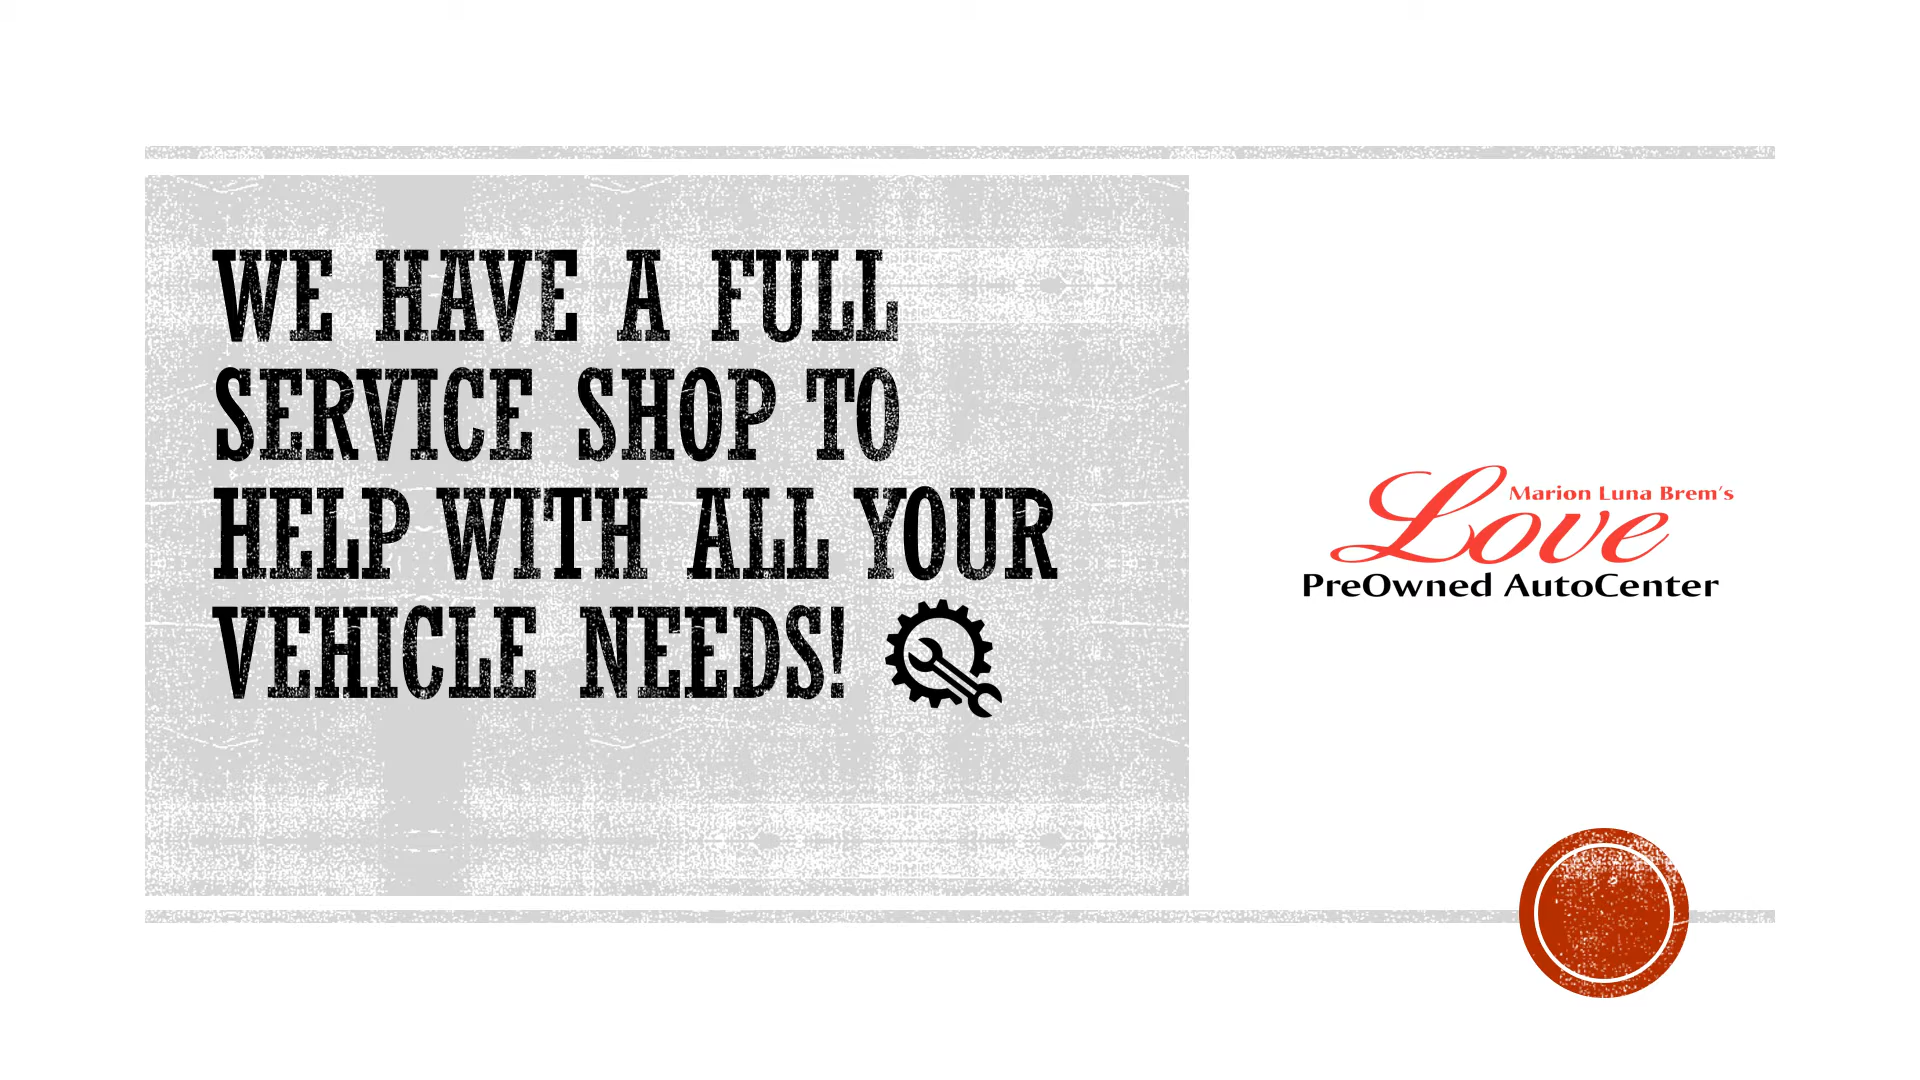 WE HAVE A FULL
SERVICE SHOP TO
HELP WITH ALL YOUR
VEHICLE NEEDS!
Marion Luna Brem's
Love
PreOwned AutoCenter